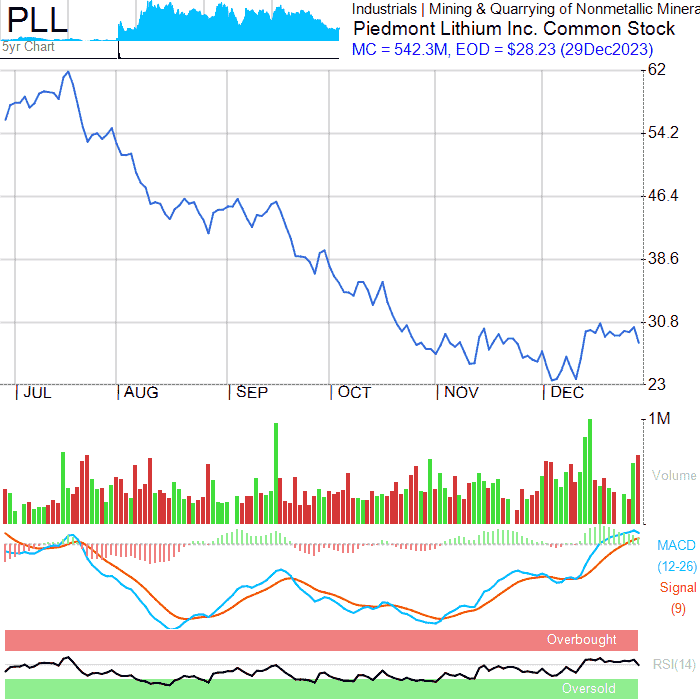 PLL
5yr Chart
Industrials | Mining & Quarrying of Nonmetallic Minera
Piedmont Lithium Inc. Common Stock
MC = 542.3M, EOD = $28.23 (29Dec2023)
62
54.2
46.4
38.6
30.8
23
JUL AUG SEP OCT NOV DEC
1M
Volume
MACD
(12-26)
Signal
(9)
Overbought
RSI(14)
Oversold